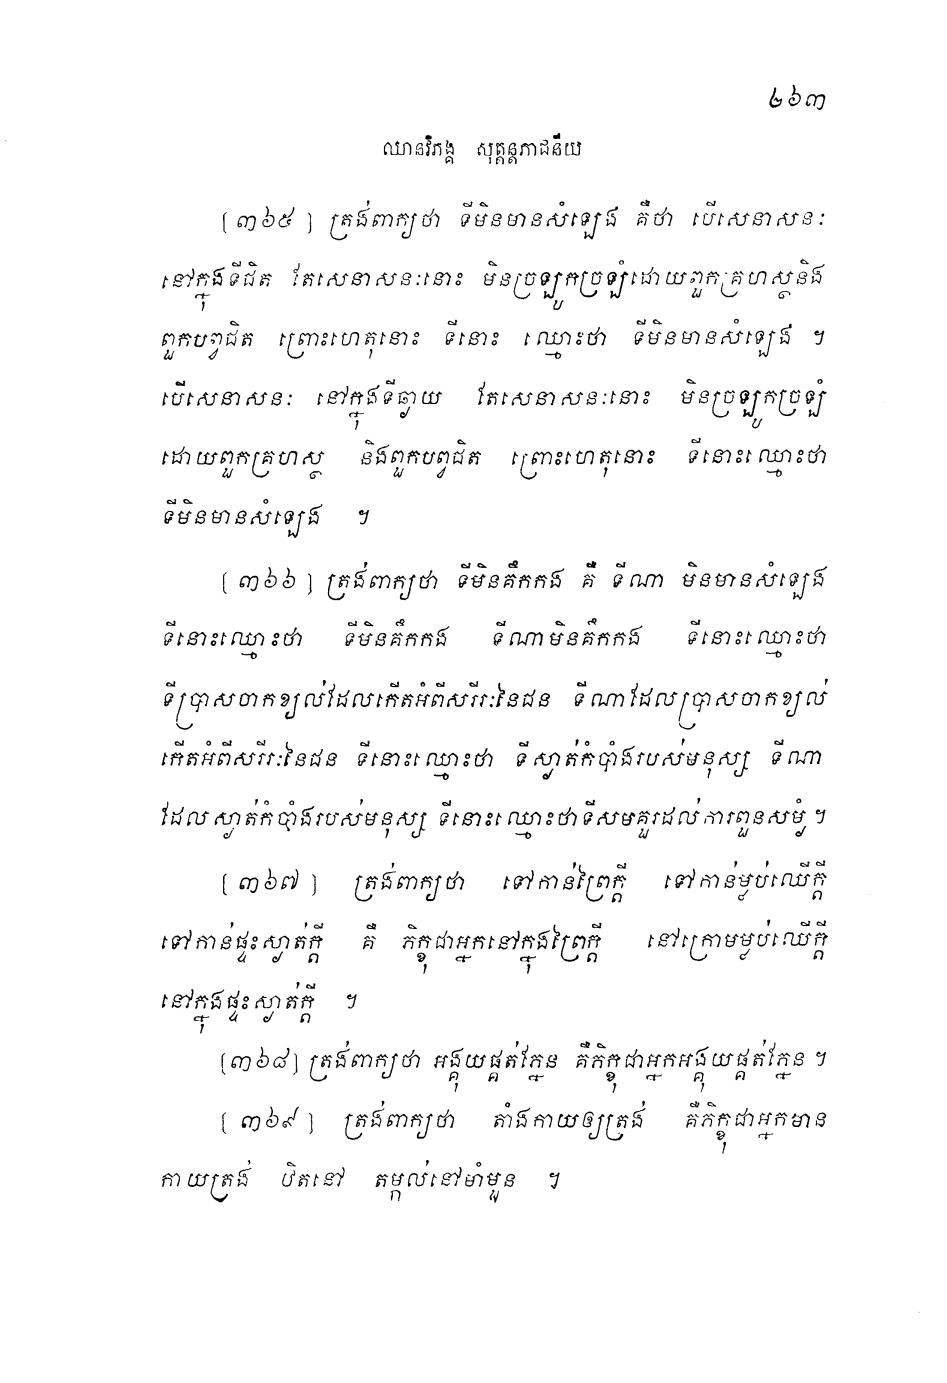 ២៦៣
ឈានវិភង្គ សុត្តន្តភាជនីយ
[៣៦៥] ត្រង់ពាក្យថា ទីមិនមានសំឡេង គឺថា បើសេនាសនៈ
នៅក្នុងទីជិត តែសេនាសនៈនោះ មិនច្រឡូកច្រឡំដោយពួកគ្រហស្ថនិង
ពួកបព្វជិត ព្រោះហេតុនោះ ទីនោះ ឈ្មោះថា ទីមិនមានសំឡេង ។
បើសេនាសនៈ នៅក្នុងទីឆ្ងាយ តែសេនាសនៈនោះ មិនច្រឡូកច្រឡំ
ដោយពួកគ្រហស្ថ និងពួកបព្វជិត ព្រោះហេតុនោះ ទីនោះឈ្មោះថា
ទីមិនមានសំឡេង ។
[៣៦៦] ត្រង់ពាក្យថា ទីមិនគឹកកង គឺ ទីណា មិនមានសំឡេង
ទីនោះឈ្មោះថា ទីមិនគឹកកង ទីណាមិនគឹកកង ទីនោះឈ្មោះថា
ទីប្រាសចាកខ្យល់ដែលកើតអំពីសរីរៈនៃជន ទីណាដែលប្រាសចាកខ្យល់
កើតអំពីសរីរៈនៃជន ទីនោះឈ្មោះថា ទីស្ងាត់កំបាំងរបស់មនុស្ស ទីណា
ដែលស្ងាត់កំបាំងរបស់មនុស្ស ទីនោះឈ្មោះថាទីសមគួរដល់ការពួនសម្ងំ ។
[៣៦៧] ត្រង់ពាក្យថា ទៅកាន់ព្រៃក្តី ទៅកាន់ម្លប់ឈើក្តី
ទៅកាន់ផ្ទះស្ងាត់ក្តី គឺ ភិក្ខុជាអ្នកនៅក្នុងព្រៃក្តី នៅក្រោមម្លប់ឈើក្តី
នៅក្នុងផ្ទះស្ងាត់ក្តី ។
[៣៦៨] ត្រង់ពាក្យថា អង្គុយផ្គត់ភ្នែន គឺភិក្ខុជាអ្នកអង្គុយផ្គត់ភ្នែន ។
[៣៦៩] ត្រង់ពាក្យថា តាំងកាយឲ្យត្រង់ គឺភិក្ខុជាអ្នកមាន
កាយត្រង់ ឋិតនៅ តម្កល់នៅមាំមួន ។